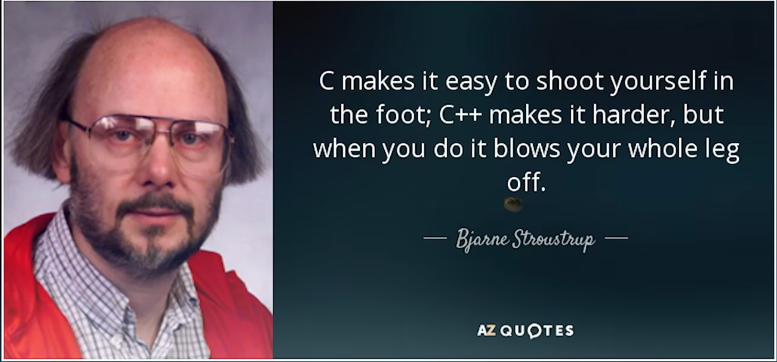 C makes it easy to shoot yourself in
the foot; C++ makes it harder, but
when you do it blows your whole leg
off.
Bjarne Stroustrup
AZ QUOTES